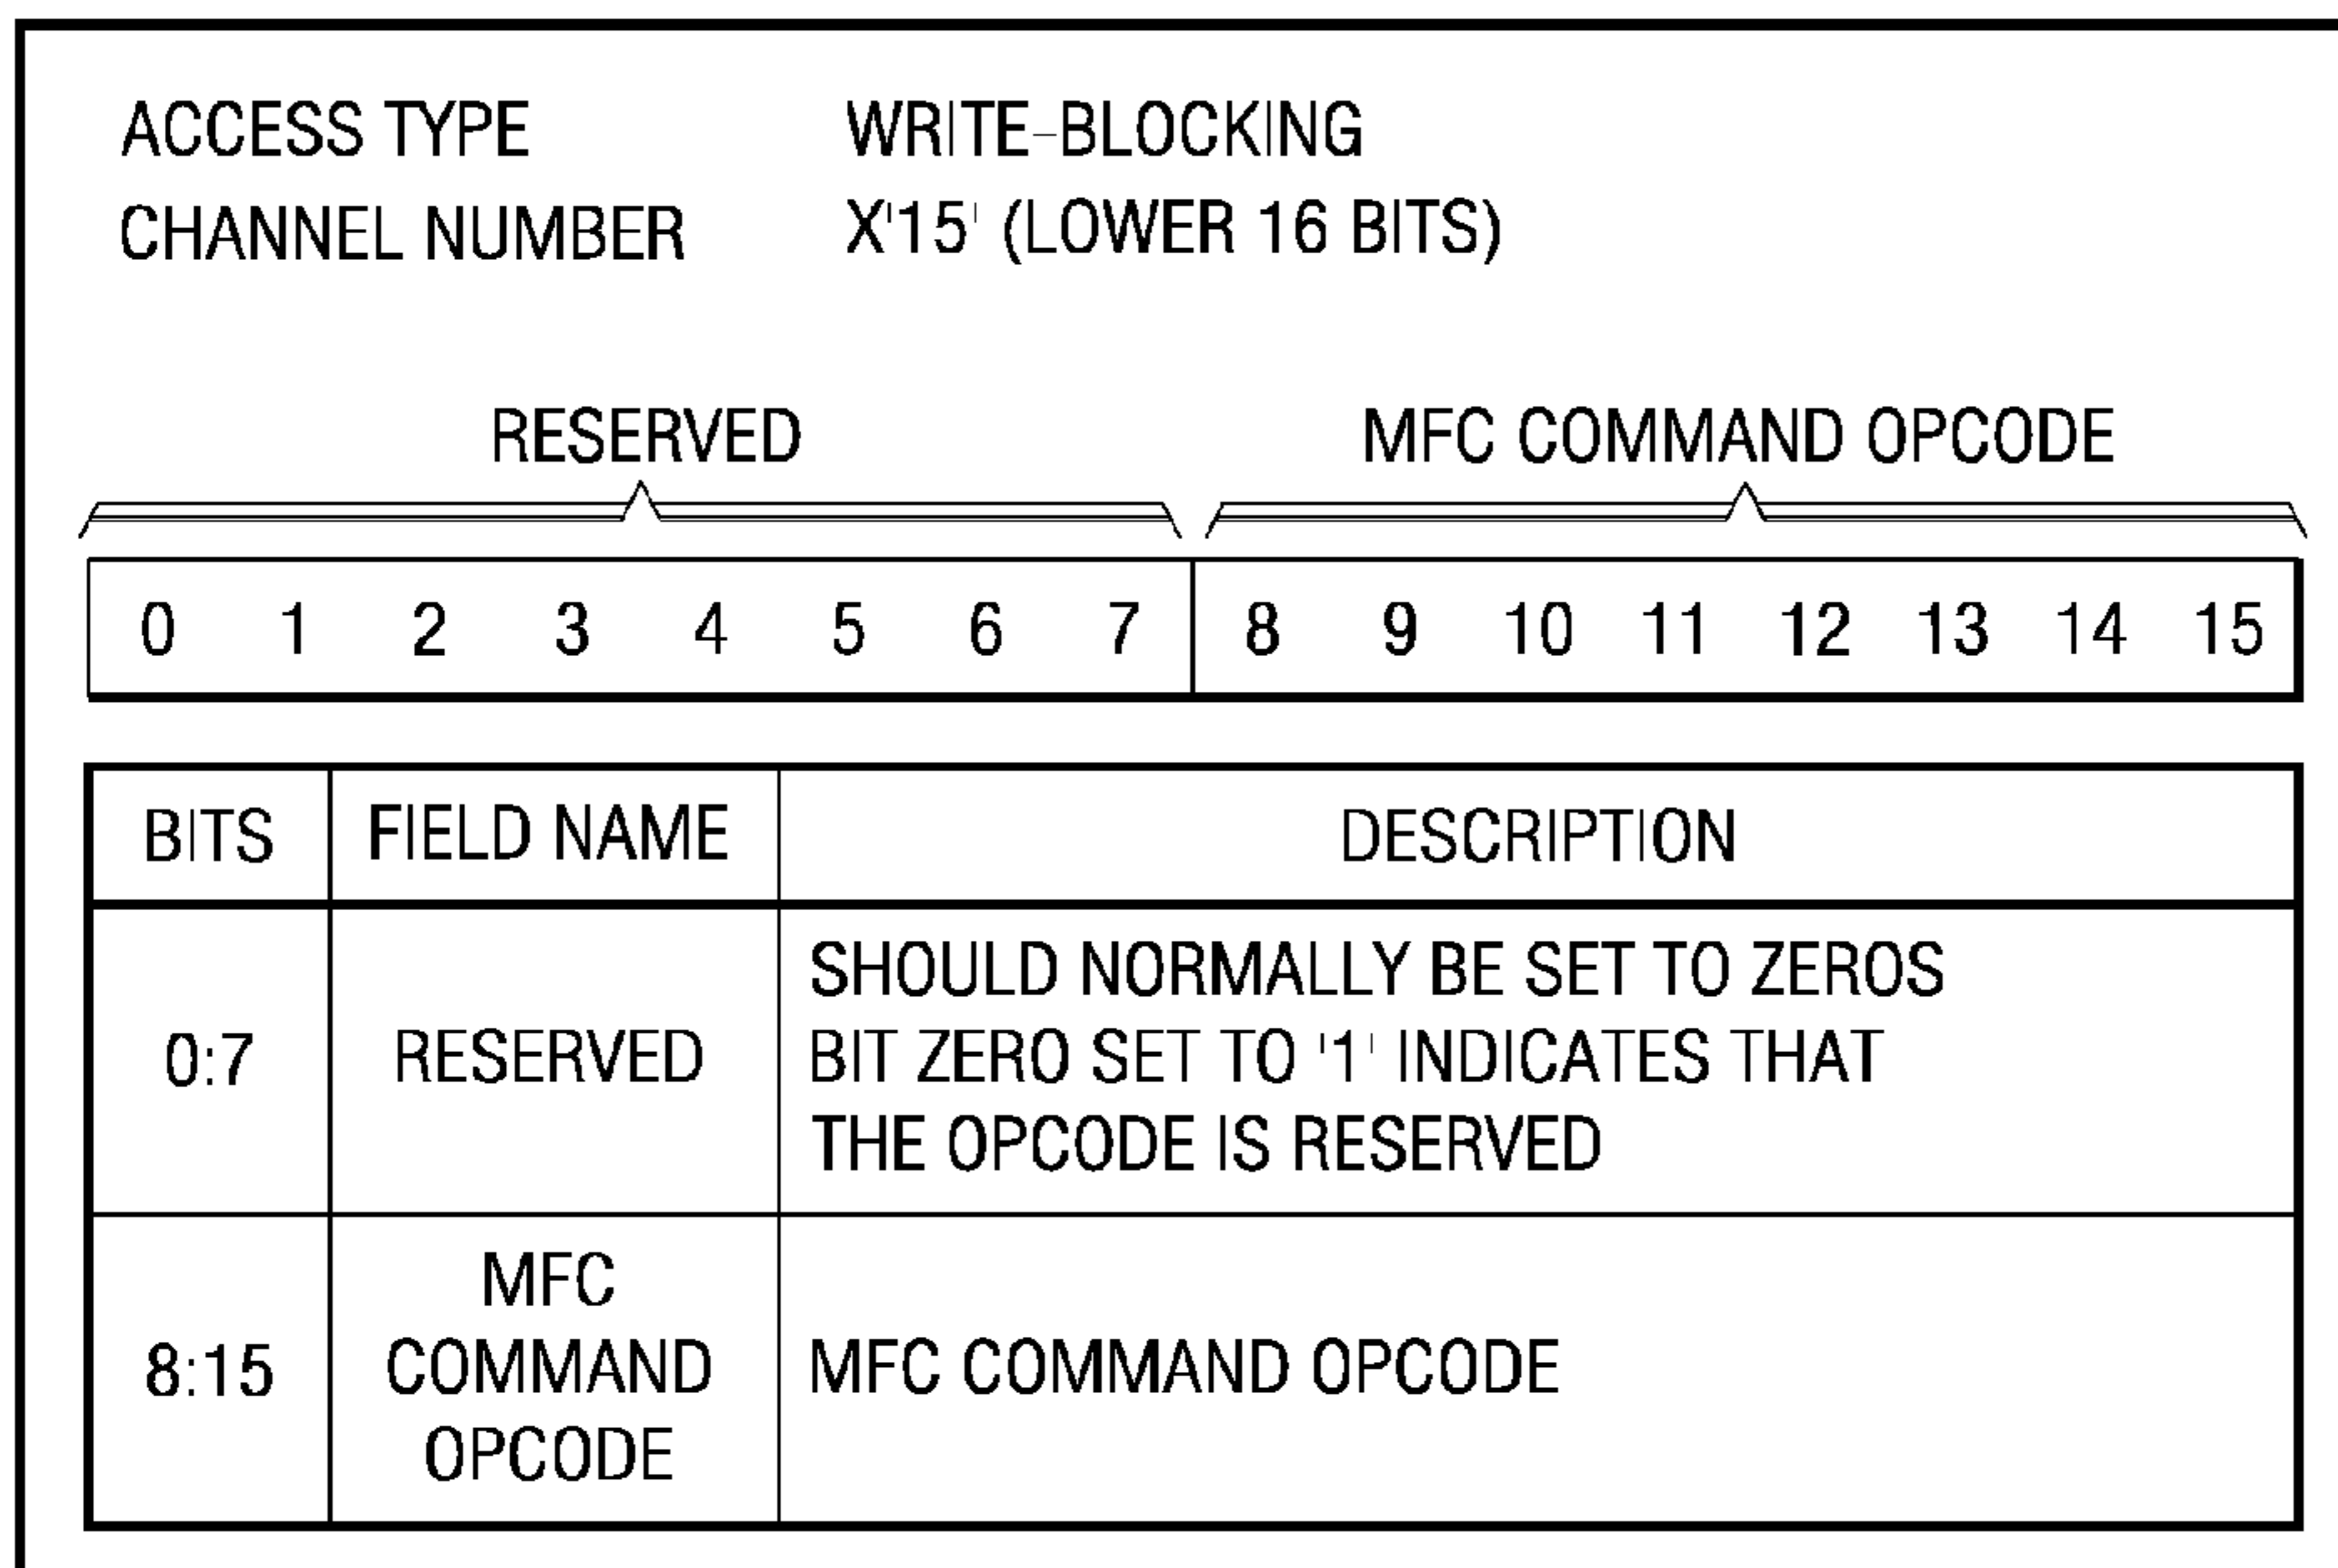 ACCESS TYPE WRITE-BLOCKING
CHANNEL NUMBER X'15' (LOWER 16 BITS)
RESERVED MFC COMMAND OPCODE
0 1 2 3 4 5 6 7 8 9 10 11 12 13 14 15
BITS FIELD NAME DESCRIPTION
0:7 RESERVED SHOULD NORMALLY BE SET TO ZEROS
BIT ZERO SET TO '1' INDICATES THAT
THE OPCODE IS RESERVED
8:15 MFC
COMMAND
OPCODE
MFC COMMAND OPCODE